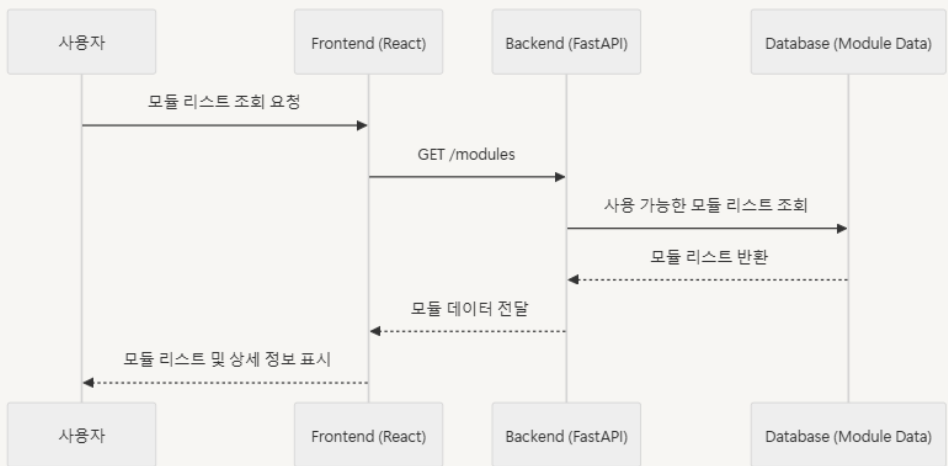 사용자
Frontend (React)
Backend (FastAPI)
Database (Module Data)
모듈 리스트 조회 요청
GET /modules
사용 가능한 모듈 리스트 조회
모듈 리스트 반환
모듈 데이터 전달
모듈 리스트 및 상세 정보 표시
사용자
Frontend (React)
Backend (FastAPI)
Database (Module Data)